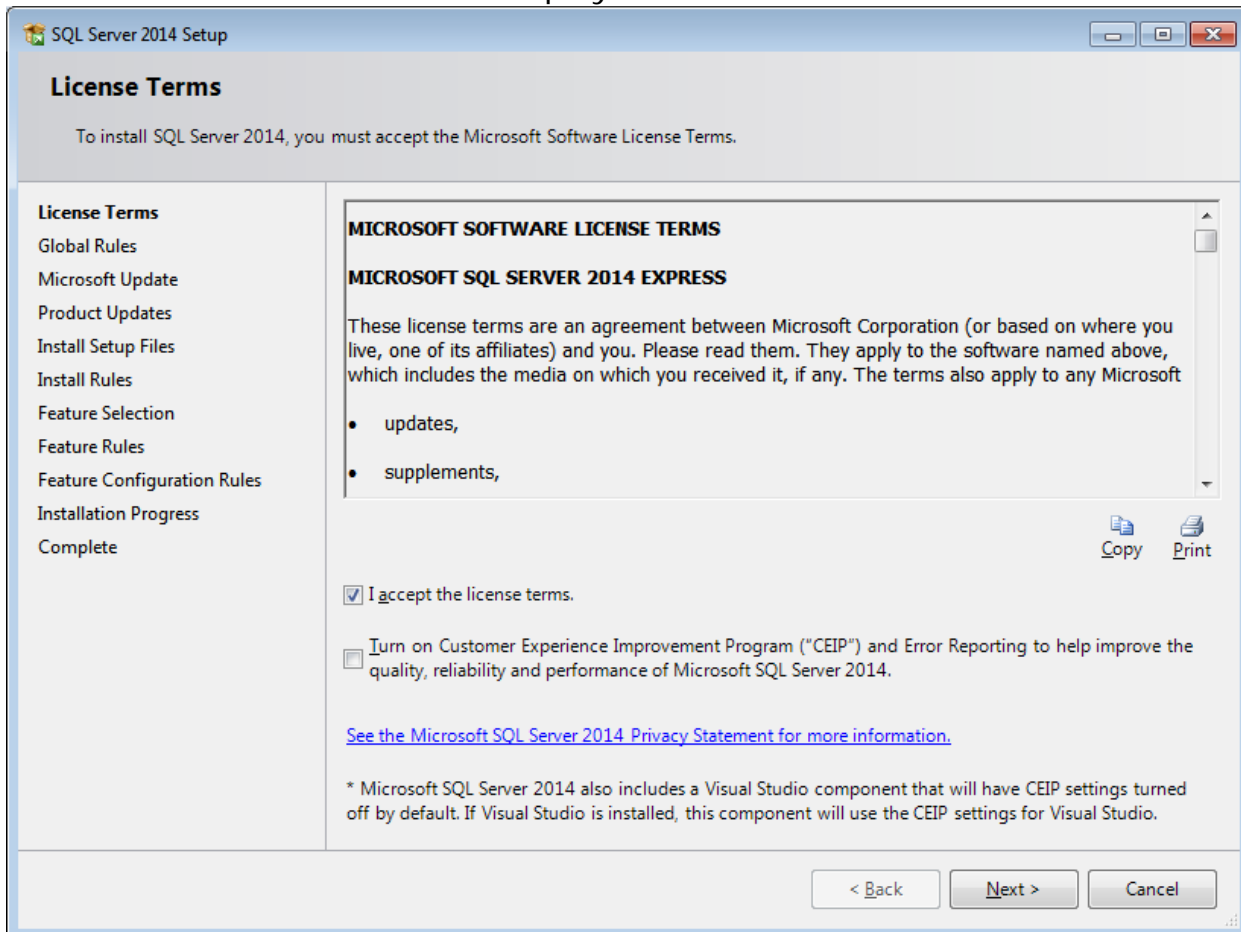 SQL Server 2014 Setup
License Terms
To install SQL Server 2014, you must accept the Microsoft Software License Terms.
License Terms
Global Rules
Microsoft Update
Product Updates
Install Setup Files
Install Rules
Feature Selection
Feature Rules
Feature Configuration Rules
Installation Progress
Complete
MICROSOFT SOFTWARE LICENSE TERMS
MICROSOFT SQL SERVER 2014 EXPRESS
These license terms are an agreement between Microsoft Corporation (or based on where you
live, one of its affiliates) and you. Please read them. They apply to the software named above,
which includes the media on which you received it, if any. The terms also apply to any Microsoft
• updates,
• supplements,
Copy Print
I accept the license terms.
Turn on Customer Experience Improvement Program ("CEIP") and Error Reporting to help improve the
quality, reliability and performance of Microsoft SQL Server 2014.
See the Microsoft SQL Server 2014 Privacy Statement for more information.
* Microsoft SQL Server 2014 also includes a Visual Studio component that will have CEIP settings turned
off by default. If Visual Studio is installed, this component will use the CEIP settings for Visual Studio.
< Back Next > Cancel